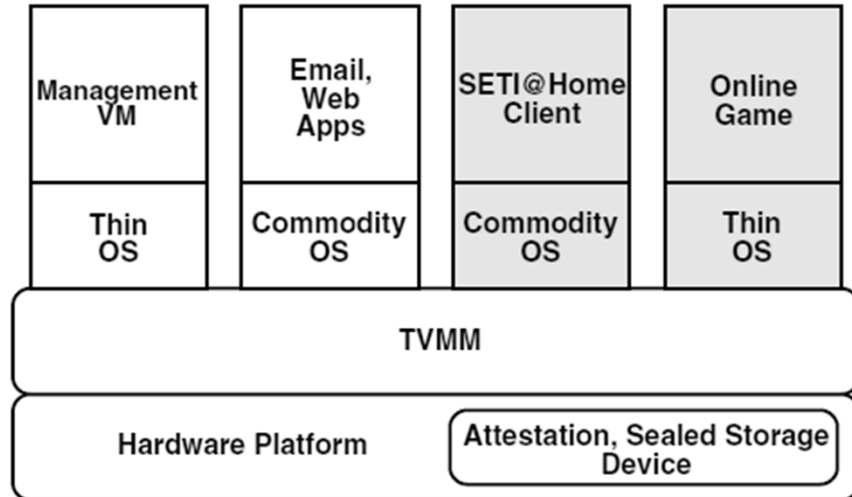 Management
VM
Thin
OS
Email,
Web
Apps
Commodity
OS
SETI@Home
Client
Commodity
OS
Online
Game
Thin
OS
TVMM
Hardware Platform
Attestation, Sealed Storage
Device